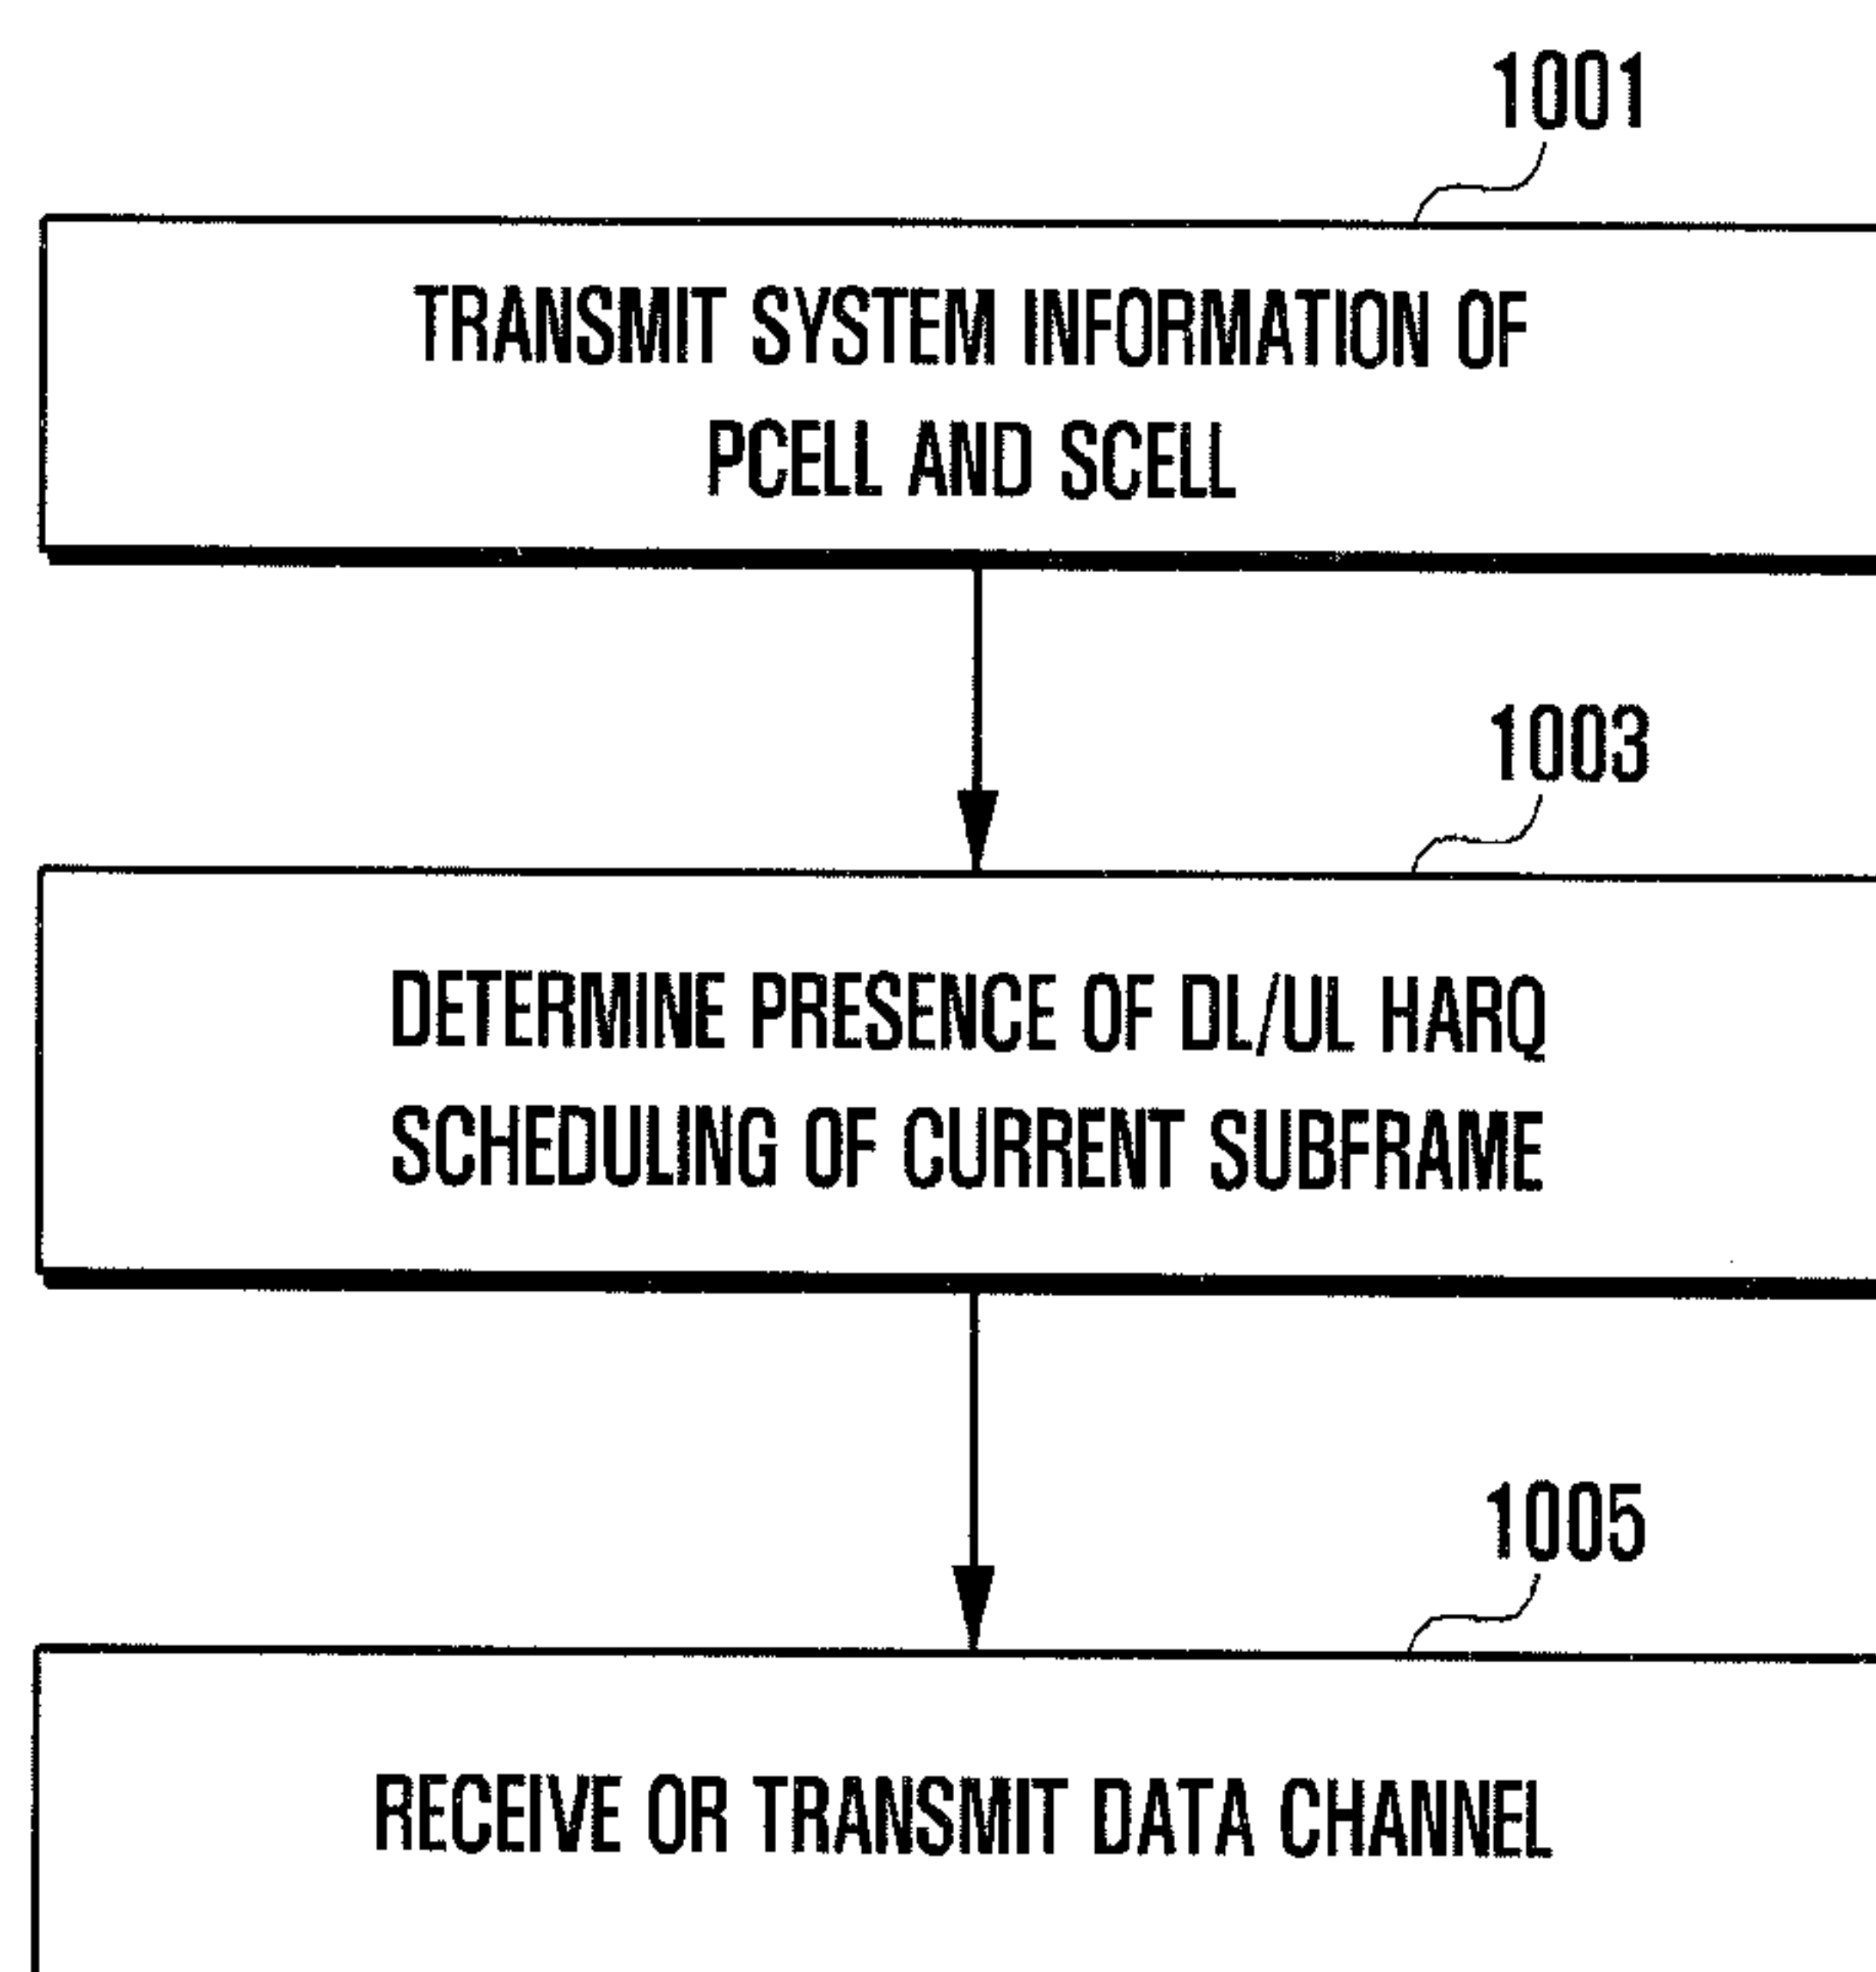 1001
TRANSMIT SYSTEM INFORMATION OF
PCELL AND SCELL
1003
DETERMINE PRESENCE OF DL/UL HARQ
SCHEDULING OF CURRENT SUBFRAME
1005
RECEIVE OR TRANSMIT DATA CHANNEL